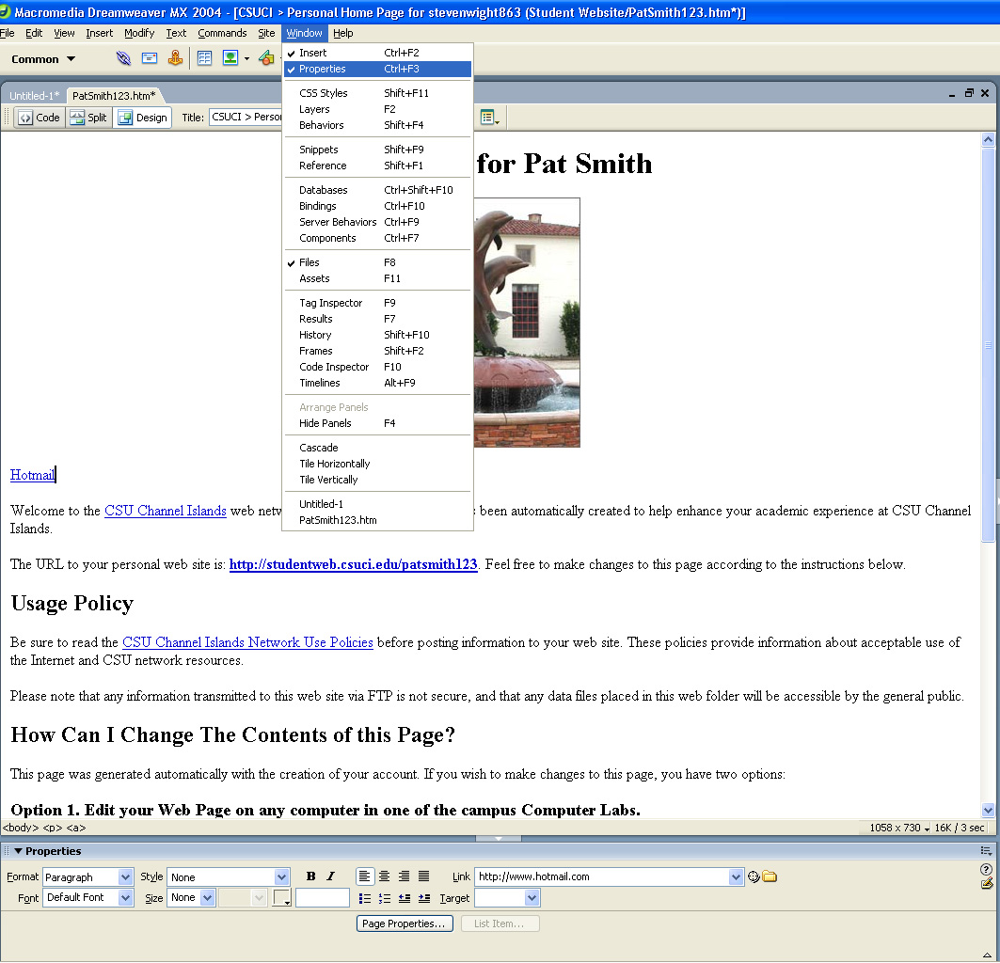 Macromedia Dreamweaver MX 2004 - [CSUCI > Personal Home Page for stevenwight863 (Student Website/PatSmith123.htm*)]
File Edit View Insert Modify Text Commands Site Window Help
Common
Untitled-1* PatSmith123.htm*
Code Split Design Title: CSUCI > Perso
Insert Ctrl+F2
Properties Ctrl+F3
CSS Styles Shift+F11
Layers F2
Behaviors Shift+F4
Snippets Shift+F9
Reference Shift+F1
Databases Ctrl+Shift+F10
Bindings Ctrl+F10
Server Behaviors Ctrl+F9
Components Ctrl+F7
Files F8
Assets F11
Tag Inspector F9
Results F7
History Shift+F10
Frames Shift+F2
Code Inspector F10
Timelines Alt+F9
Arrange Panels
Hide Panels F4
Cascade
Tile Horizontally
Tile Vertically
Untitled-1
PatSmith123.htm
for Pat Smith
Hotmail
Welcome to the CSU Channel Islands web netw s been automatically created to help enhance your academic experience at CSU Channel
Islands.
The URL to your personal web site is: http://studentweb.csuci.edu/patsmith123. Feel free to make changes to this page according to the instructions below.
Usage Policy
Be sure to read the CSU Channel Islands Network Use Policies before posting information to your web site. These policies provide information about acceptable use of
the Internet and CSU network resources.
Please note that any information transmitted to this web site via FTP is not secure, and that any data files placed in this web folder will be accessible by the general public.
How Can I Change The Contents of this Page?
This page was generated automatically with the creation of your account. If you wish to make changes to this page, you have two options:
Option 1. Edit your Web Page on any computer in one of the campus Computer Labs.
<body> <p> <a> 1058 x 730 16K / 3 sec
Properties
Format Paragraph Style None B I Link http://www.hotmail.com
Font Default Font Size None Target
Page Properties... List Item...